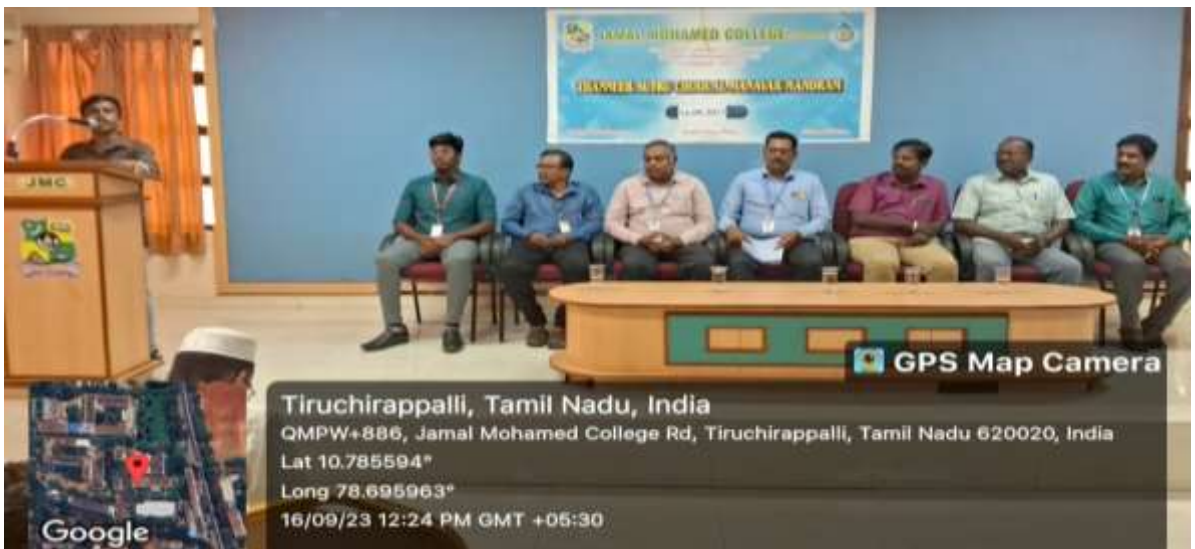 JAMAL MOHAMED COLLEGE
MANDRAM
JMC
GPS Map Camera
Tiruchirappalli, Tamil Nadu, India
QMPW+886, Jamal Mohamed College Rd, Tiruchirappalli, Tamil Nadu 620020, India
Lat 10.785594°
Long 78.695963°
16/09/23 12:24 PM GMT +05:30
Google